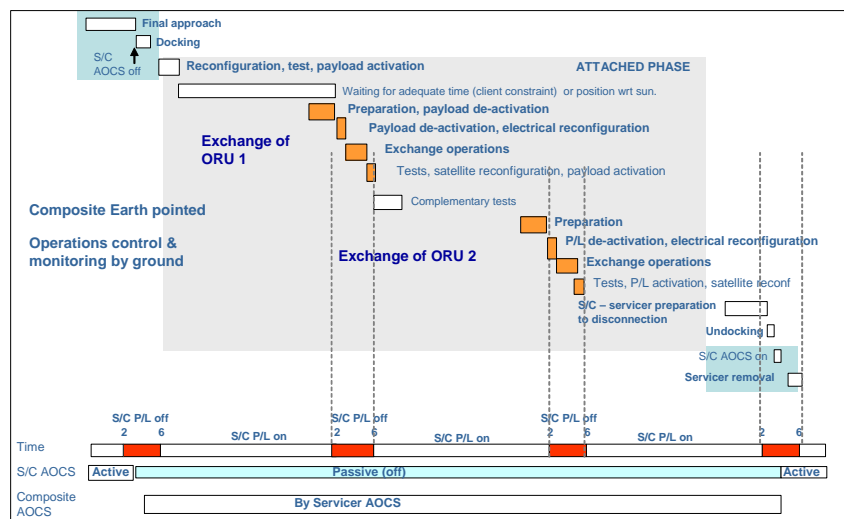 Final approach
Docking
S/C
AOCS off
Reconfiguration, test, payload activation
ATTACHED PHASE
Waiting for adequate time (client constraint)  or position wrt sun.
Preparation, payload de-activation
Exchange of
ORU 1
Payload de-activation, electrical reconfiguration
Exchange operations
Tests, satellite reconfiguration, payload activation
Complementary tests
Composite Earth pointed
Operations control &
monitoring by ground
Preparation
Exchange of ORU 2
P/L de-activation, electrical reconfiguration
Exchange operations
Tests, P/L activation, satellite reconf
S/C – servicer preparation
to disconnection
Undocking
S/C AOCS on
Servicer removal
S/C P/L off S/C P/L off S/C P/L off
2 6 2 6 2 6 2 6
S/C P/L on S/C P/L on S/C P/L on
Time
S/C AOCS Active Passive (off) Active
Composite
AOCS
By Servicer AOCS